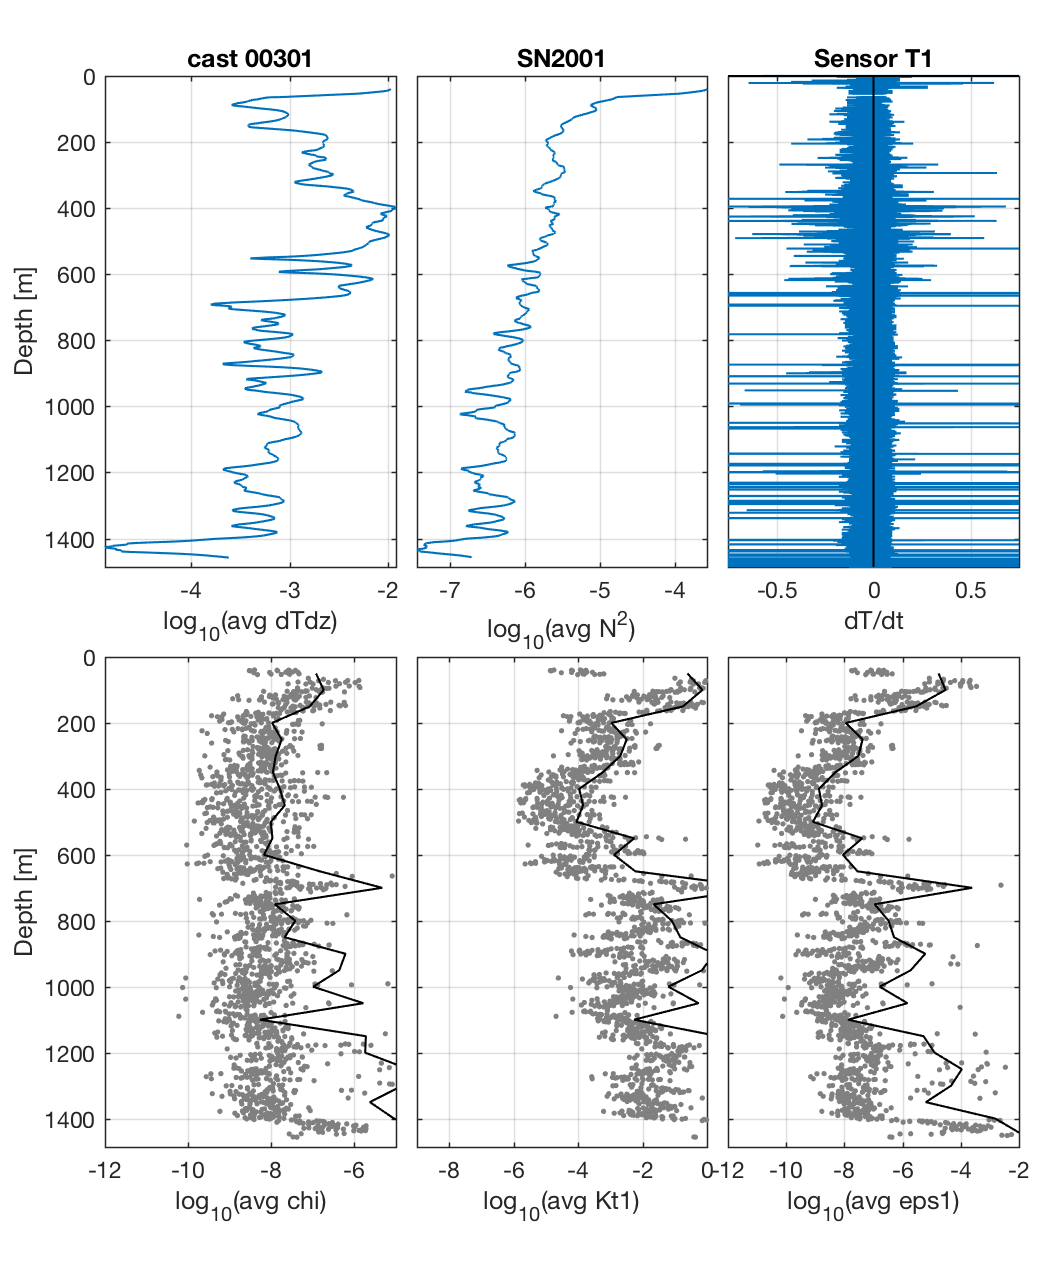 cast 00301
SN2001
Sensor T1
0
200
400
600
800
1000
1200
1400
Depth [m]
-4 -3 -2
log10(avg dTdz)
-7 -6 -5 -4
log10(avg N2)
-0.5 0 0.5
dT/dt
0
200
400
600
800
1000
1200
1400
Depth [m]
-12 -10 -8 -6
log10(avg chi)
-8 -6 -4 -2 0
log10(avg Kt1)
-12 -10 -8 -6 -4 -2
log10(avg eps1)